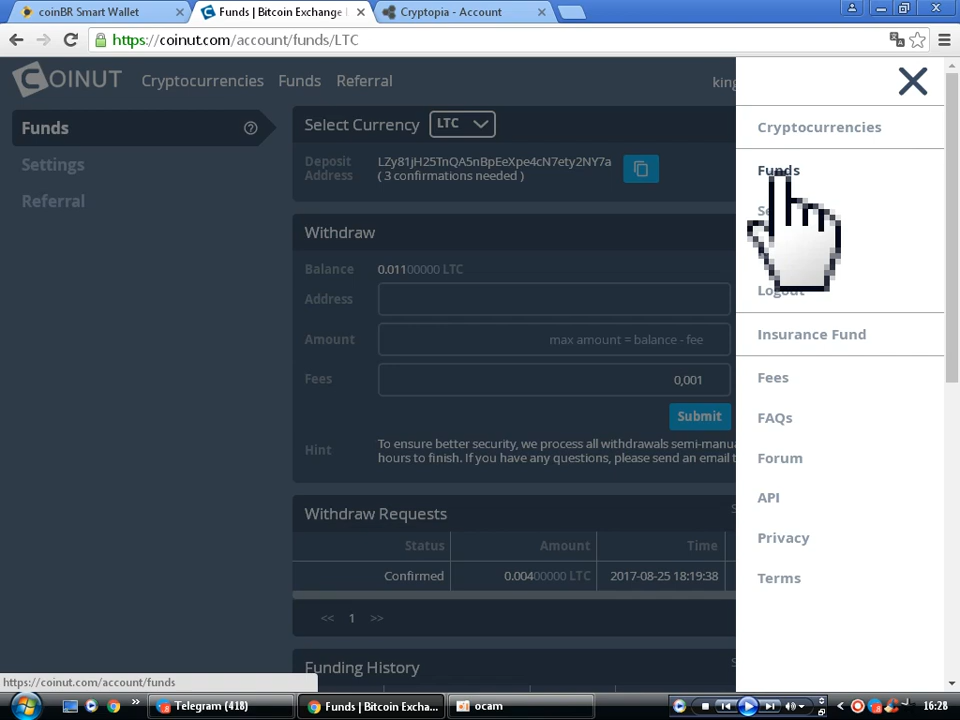 coinBR Smart Wallet
Funds | Bitcoin Exchange
Cryptopia - Account
https://coinut.com/account/funds/LTC
COINUT Cryptocurrencies Funds Referral
king
Funds
Settings
Referral
Select Currency LTC
Deposit Address
LZy81jH25TnQA5nBpEeXpe4cN7ety2NY7a
( 3 confirmations needed )
Withdraw
Balance 0.01100000 LTC
Address
Amount max amount = balance - fee
Fees 0,001
Submit
Hint
To ensure better security, we process all withdrawals semi-manu
hours to finish. If you have any questions, please send an email t
Withdraw Requests
Status Amount Time
Confirmed 0.00400000 LTC 2017-08-25 18:19:38
<< 1 >>
Funding History
Cryptocurrencies
Funds
Logout
Insurance Fund
Fees
FAQs
Forum
API
Privacy
Terms
https://coinut.com/account/funds
Telegram (418)
Funds | Bitcoin Exca...
ocam
16:28